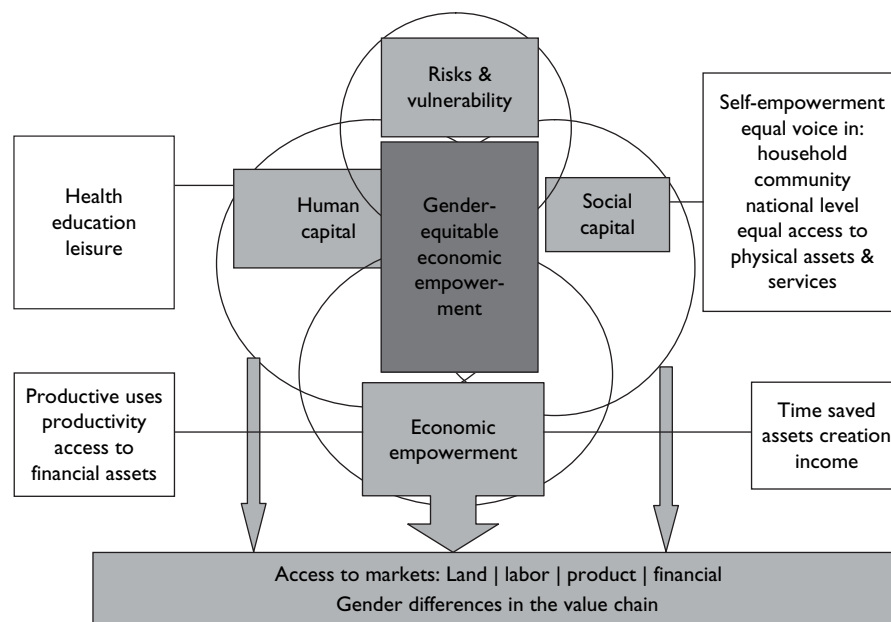 Risks &
vulnerability
Self-empowerment
equal voice in:
household
community
national level
equal access to
physical assets &
services
Health
education
leisure
Human
capital
Gender-
equitable
economic
empower-
ment
Social
capital
Productive uses
productivity
access to
financial assets
Economic
empowerment
Time saved
assets creation
income
Access to markets: Land | labor | product | financial
Gender differences in the value chain